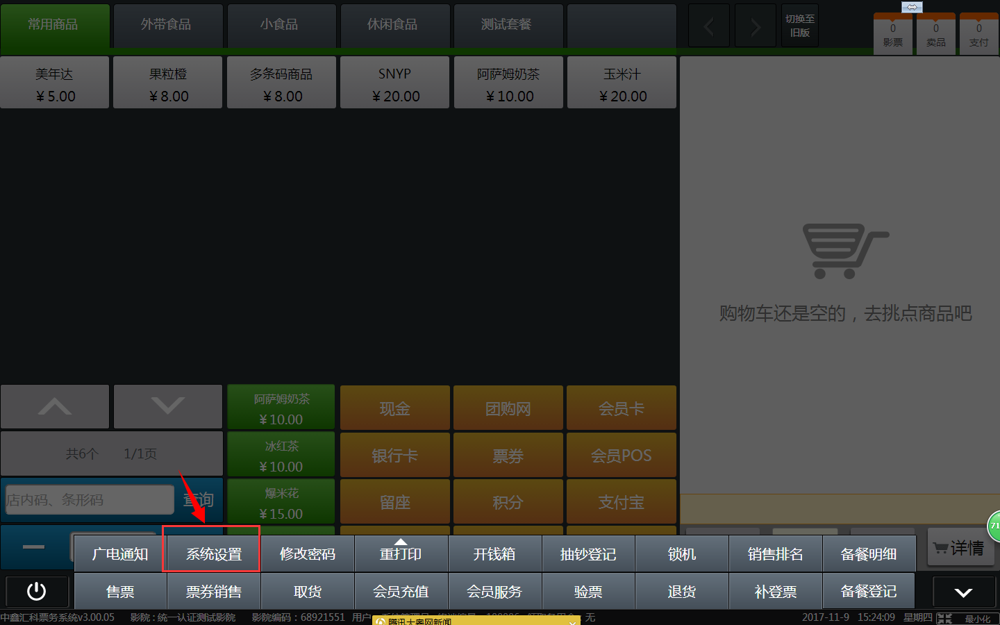 常用商品
外带食品
小食品
休闲食品
测试套餐
切换至
旧版
0
影票
0
卖品
0
支付
美年达
¥5.00
果粒橙
¥8.00
多条码商品
¥8.00
SNYP
¥20.00
阿萨姆奶茶
¥10.00
玉米汁
¥20.00
购物车还是空的，去挑点商品吧
阿萨姆奶茶
¥10.00
现金
团购网
会员卡
共6个
1/1页
冰红茶
¥10.00
银行卡
票券
会员POS
店内码、条形码
查询
爆米花
¥15.00
留座
积分
支付宝
71
详情
广电通知
系统设置
修改密码
重打印
开钱箱
抽钞登记
锁机
销售排名
备餐明细
售票
票券销售
取货
会员充值
会员服务
验票
退货
补登票
备餐登记
中鑫汇科票务系统v3.00.05
影院：统一认证测试影院
影院编码：68921551
用户
：无
2017-11-9
15:24:09
星期四
最小化
腾讯大粤网新闻